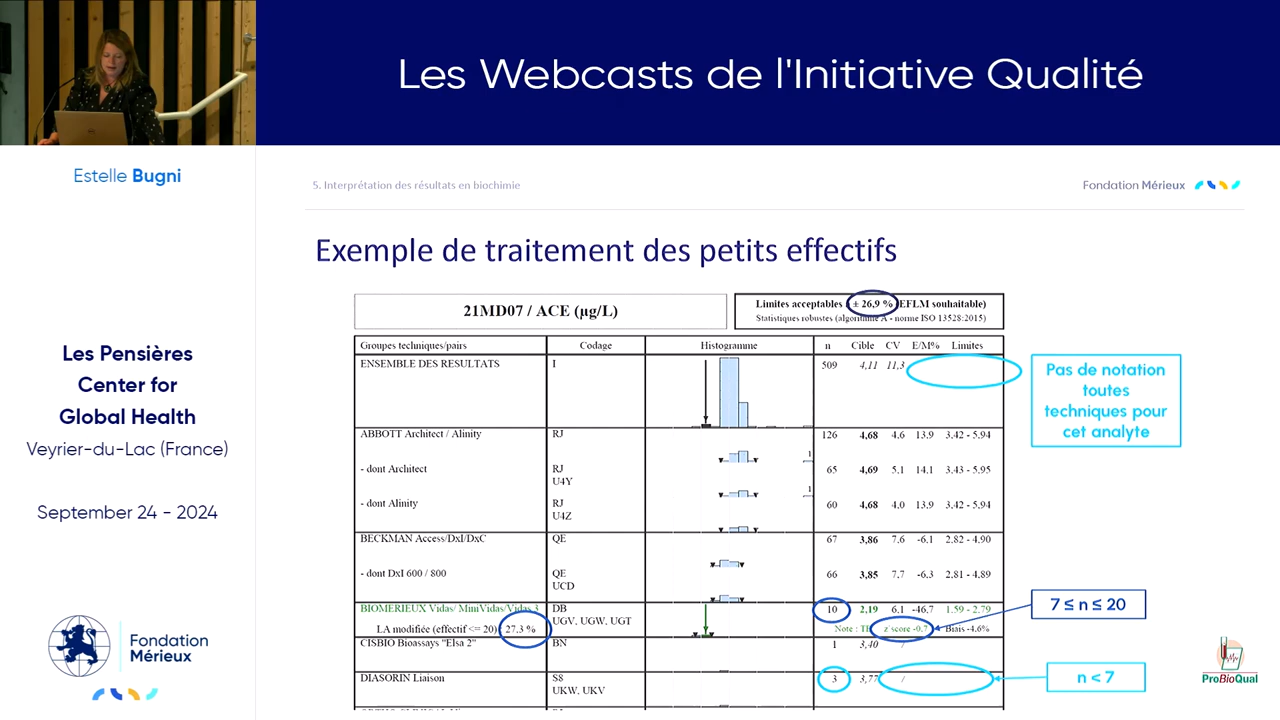 Les Webcasts de l'Initiative Qualité
Estelle Bugni
Les Pensières
Center for
Global Health
Veyrier-du-Lac (France)
September 24 - 2024
Fondation
Mérieux
5. Interprétation des résultats en biochimie
Fondation Mérieux
Exemple de traitement des petits effectifs
21MD07 / ACE (µg/L)
Limites acceptables à ± 26,9 % (EFLM souhaitable)
Statistiques robustes (algorithme A - norme ISO 13528:2015)
Groupes techniques/pairs Codage Histogramme n Cible CV E/M% Limites
ENSEMBLE DES RESULTATS I 509 4,11 11,3
ABBOTT Architect / Alinity RJ 126 4,68 4,6 13.9 3.42 - 5.94
- dont Architect RJ 65 4,69 5,1 14,1 3,43 - 5,95
U4Y
- dont Alinity RJ 60 4,68 4,0 13,9 3,42 - 5,94
U4Z
BECKMAN Access/DxI/DxC QE 67 3,86 7,6 -6,1 2,82 - 4,90
- dont DxI 600 / 800 QE 66 3,85 7,7 -6,3 2,81 - 4,89
UCD
BIOMERIEUX Vidas/ MiniVidas/Vidas 3 DB 10 2,19 6,1 -46,7 1.59 - 2.79
UGV, UGW, UGT
LA modifiée (effectif <= 20) 27,3 % z score -0,7 Biais -4.6%
CISBIO Bioassays "Elsa 2" BN 1 3,40 /
DIASORIN Liaison S8 3 3,77 /
UKW, UKV
Pas de notation
toutes
techniques pour
cet analyte
7 ≤ n ≤ 20
n < 7
ProBioQual